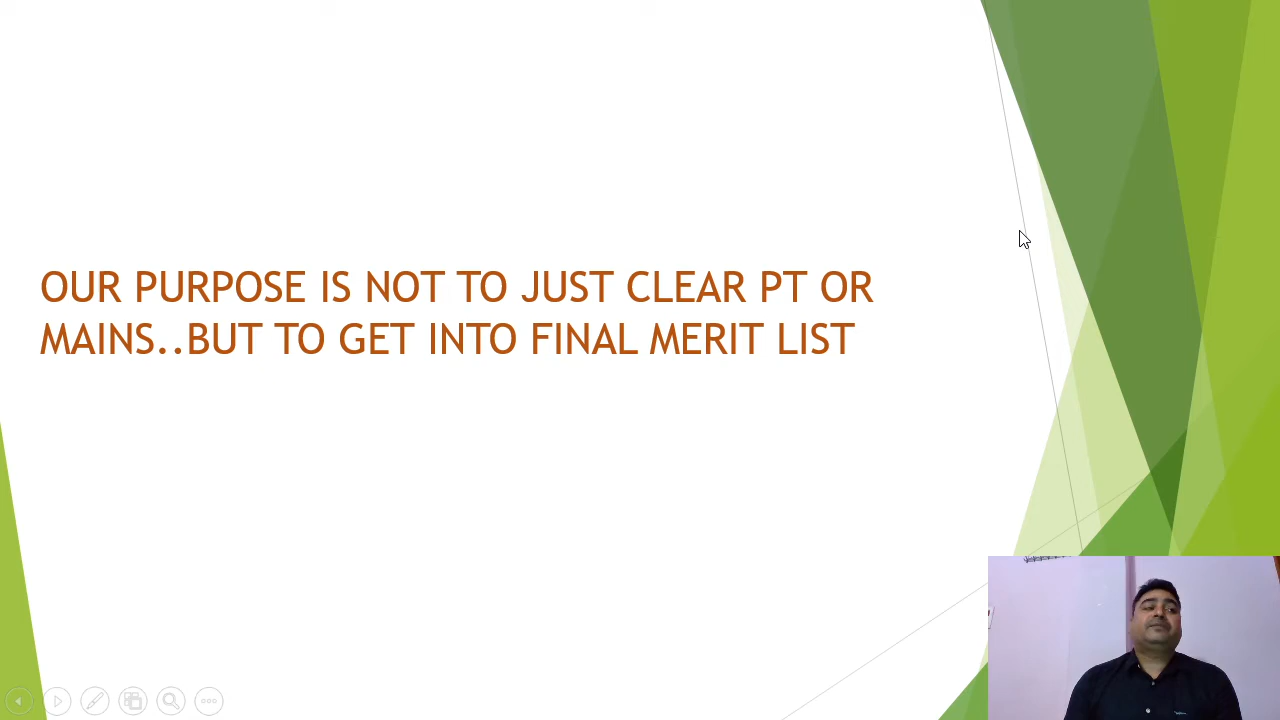 OUR PURPOSE IS NOT TO JUST CLEAR PT OR
MAINS..BUT TO GET INTO FINAL MERIT LIST